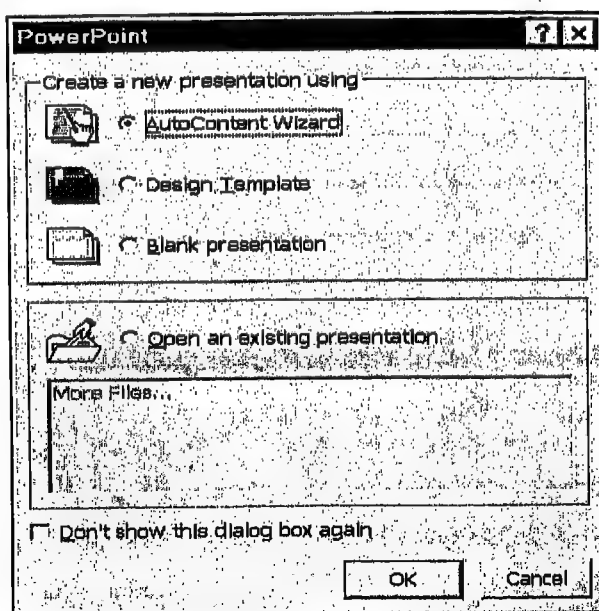 PowerPoint
Create a new presentation using
AutoContent Wizard
Design Template
Blank presentation
Open an existing presentation
More Files...
Don't show this dialog box again
OK Cancel